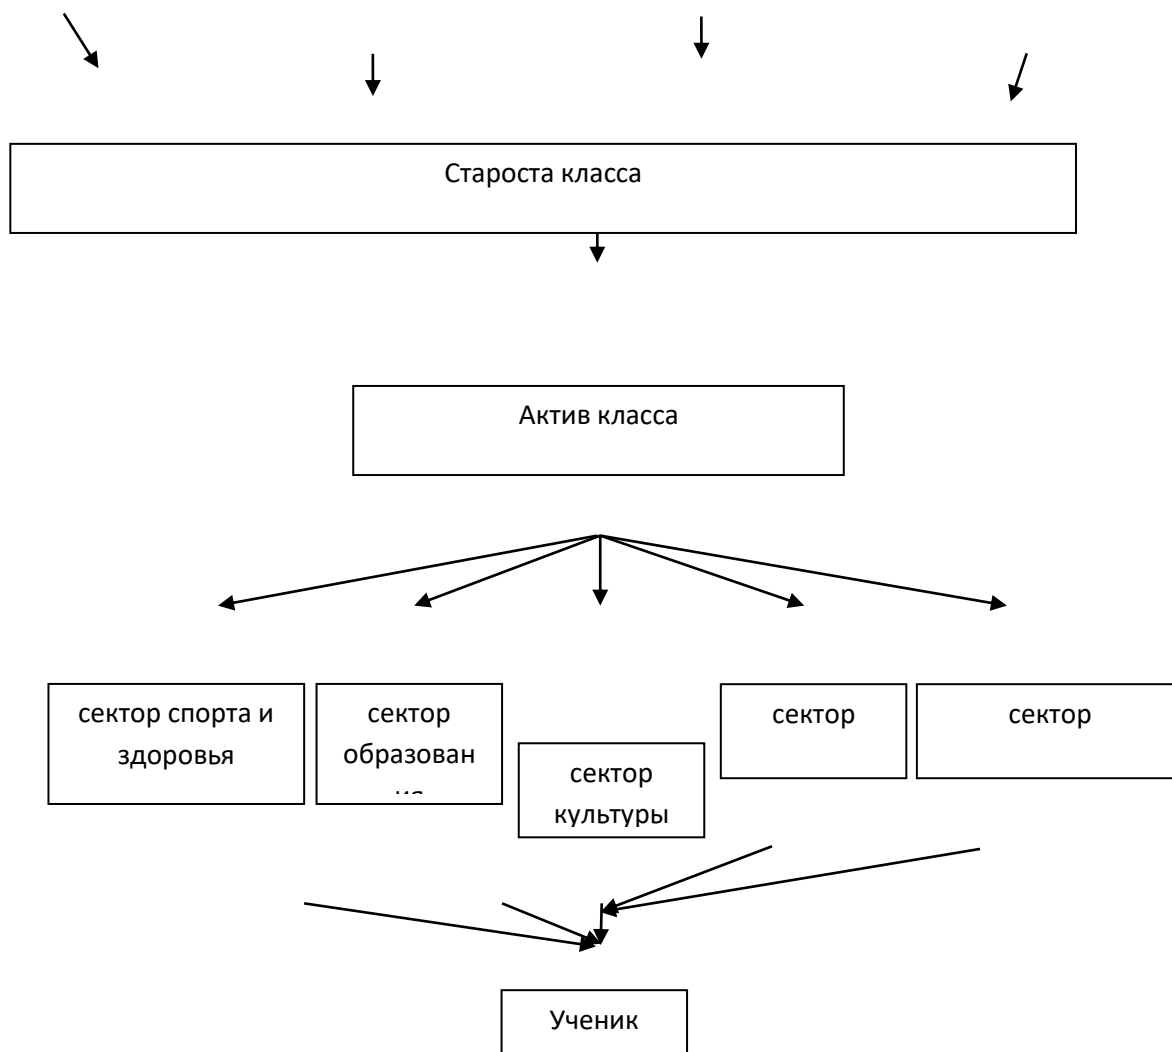 Староста класса
Актив класса
сектор спорта и
здоровья
сектор
образован
сектор
культуры
сектор
сектор
Ученик